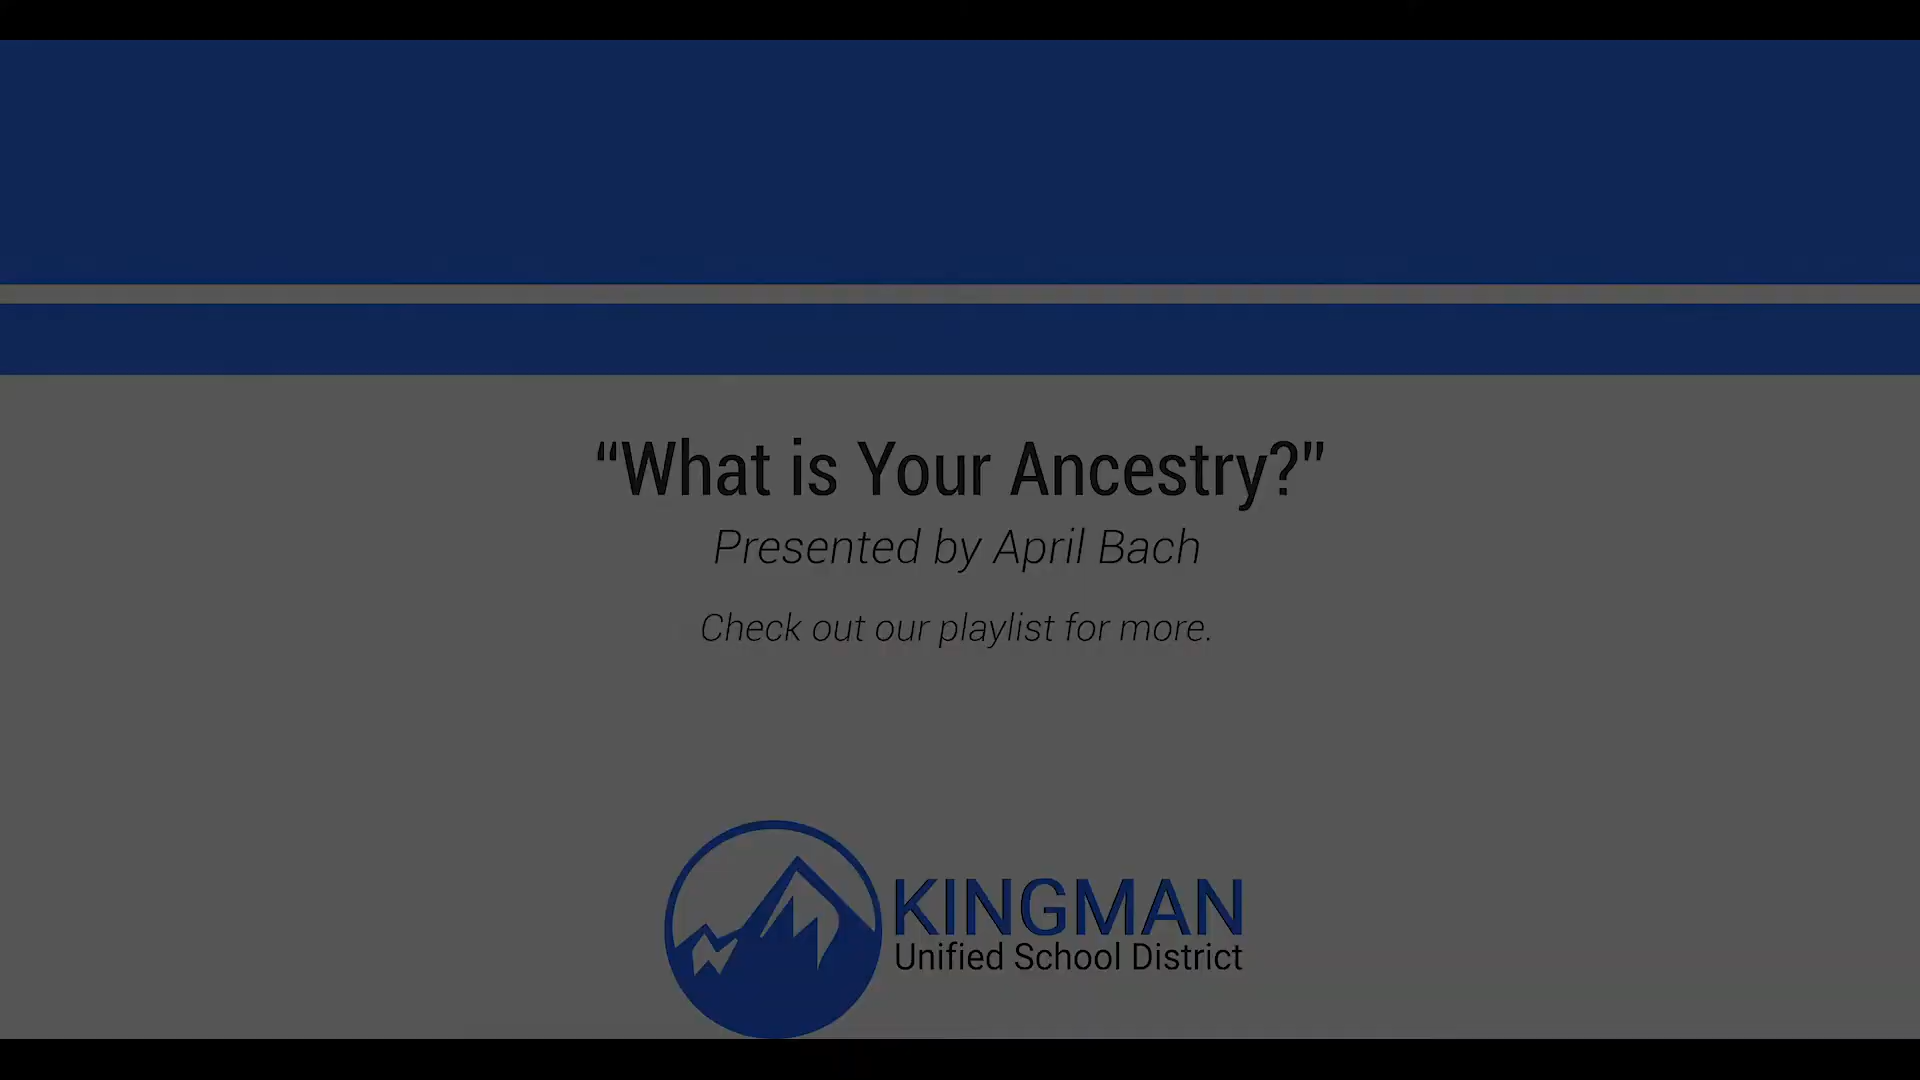 “What is Your Ancestry?”
Presented by April Bach
Check out our playlist for more.
KINGMAN
Unified School District